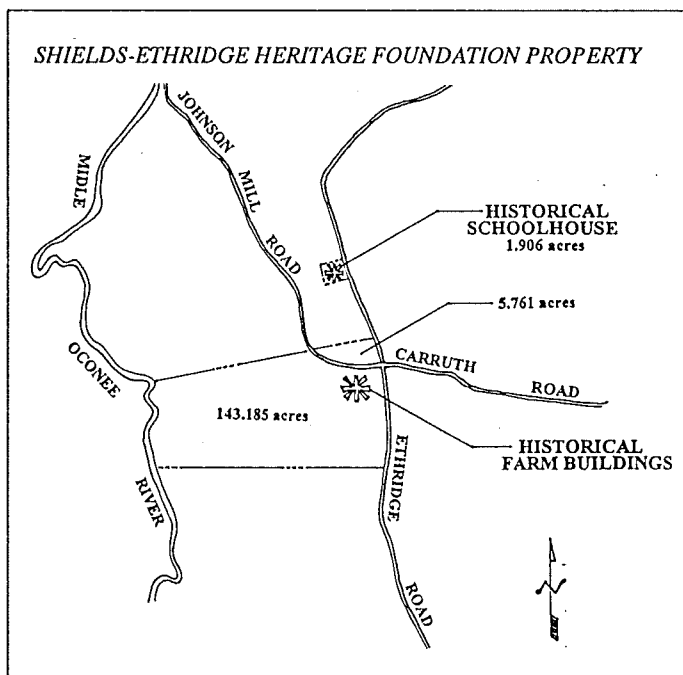 SHIELDS-ETHRIDGE HERITAGE FOUNDATION PROPERTY
JOHNSON
MILL
ROAD
MIDLE
OCONEE
RIVER
HISTORICAL
SCHOOLHOUSE
1.906 acres
5.761 acres
CARRUTH
ROAD
143.185 acres
HISTORICAL
FARM BUILDINGS
ETHRIDGE
ROAD
N